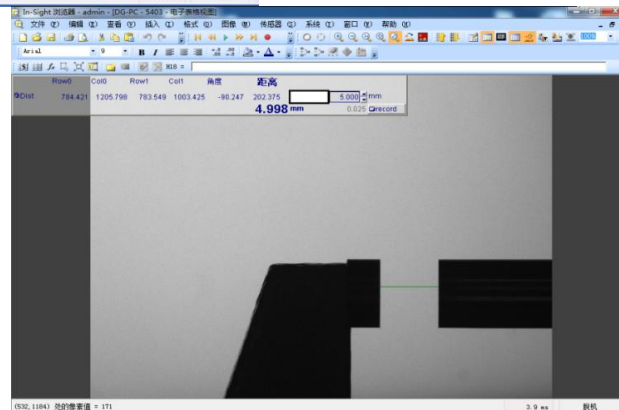 In-Sight 浏览器 - admin - [DG-PC - 5403 - 电子表格视图]
文件(F) 编辑(E) 查看(V) 插入(I) 格式(O) 图像(M) 传感器(S) 系统(Y) 窗口(W) 帮助(H)
100%
Arial 9 B I
M18 =
Row0 Col0 Row1 Col1 角度 距离
Dist 784.421 1205.798 783.549 1003.425 -90.247 202.375 5.000 mm
4.998 mm 0.025 record
(532,1184) 处的像素值 = 171 3.9 ms 脱机